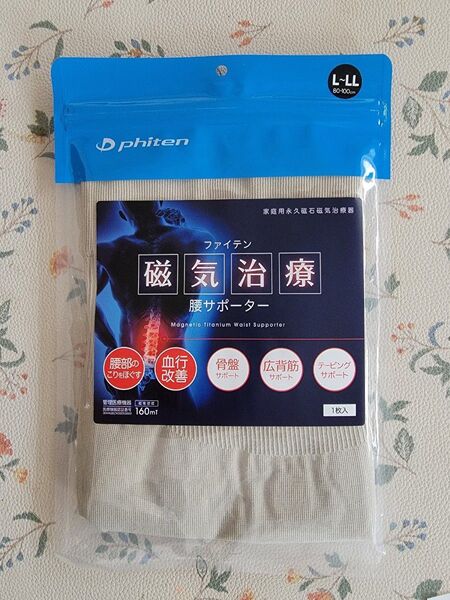 L~LL
80-100cm
phiten
家庭用永久磁石磁気治療器
ファイテン
磁気治療
腰サポーター
Magnetic Titanium Waist Supporter
腰部の
こりをほぐす
血行
改善
骨盤
サポート
広背筋
サポート
テーピング
サポート
管理医療機器
160mT
1枚入